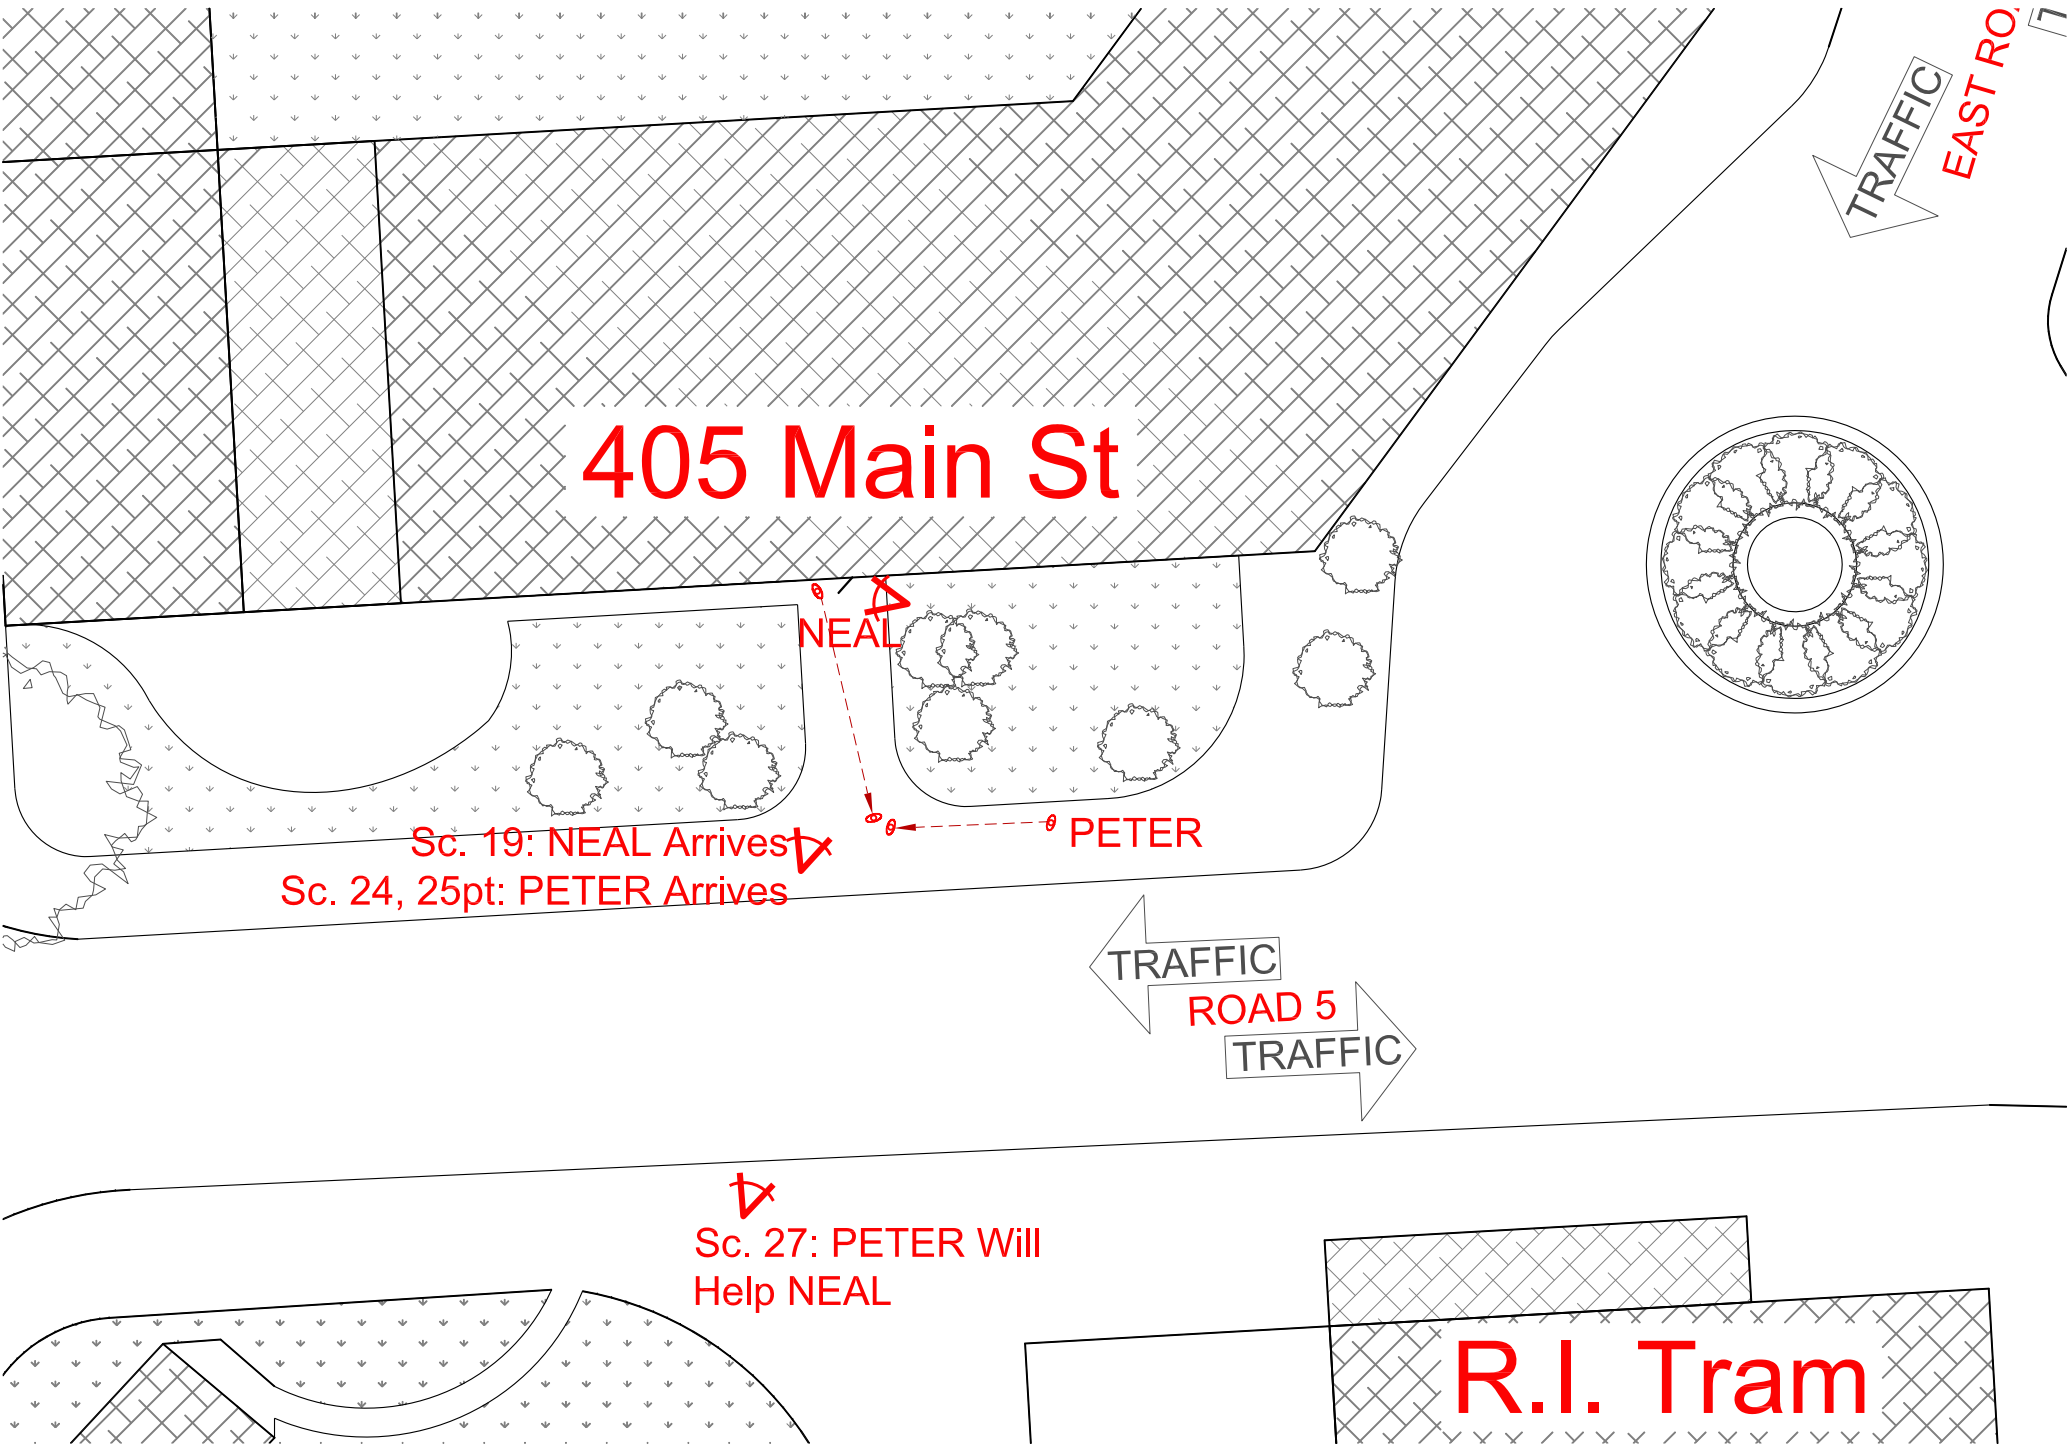 TRAFFIC
EAST RO
405 Main St
NEAL
Sc. 19: NEAL Arrives
PETER
Sc. 24, 25pt: PETER Arrives
TRAFFIC
ROAD 5
TRAFFIC
Sc. 27: PETER Will
Help NEAL
R.I. Tram